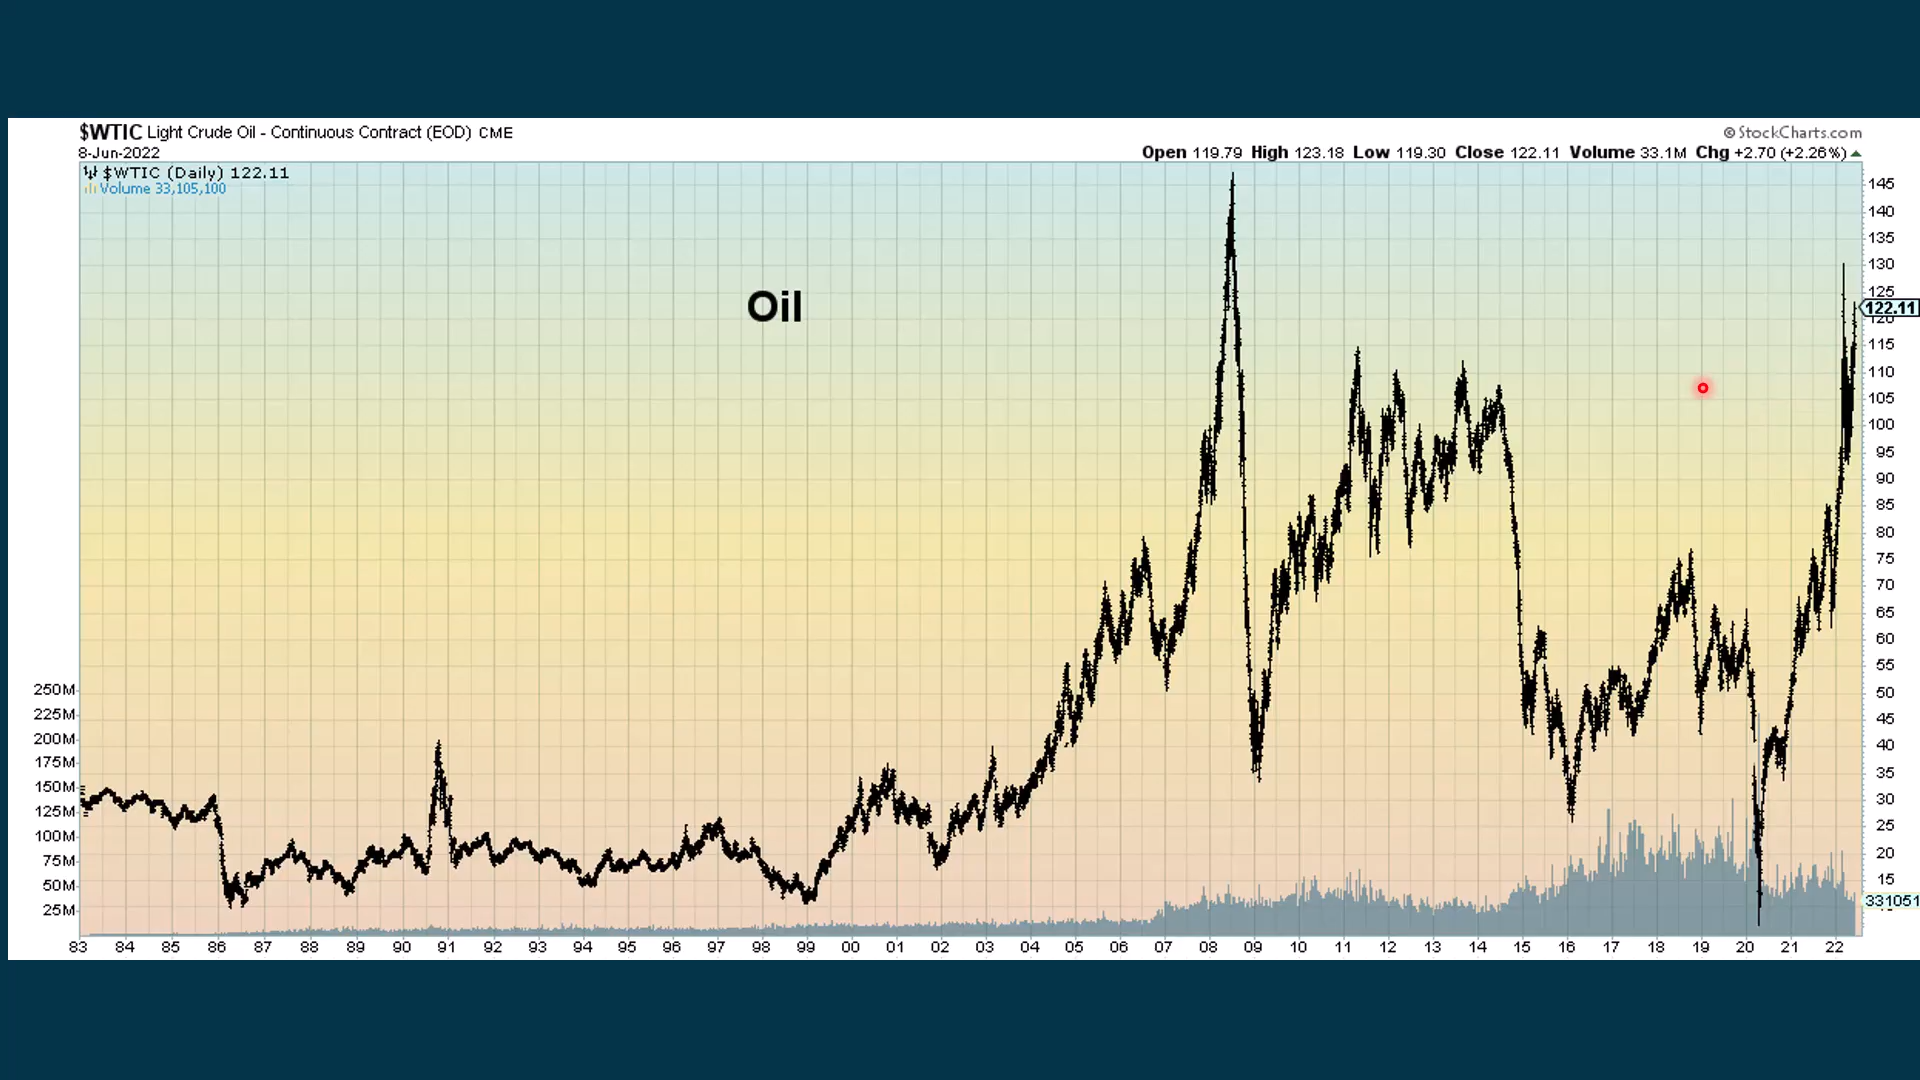 $WTIC Light Crude Oil - Continuous Contract (EOD) CME
© StockCharts.com
8-Jun-2022
Open 119.79 High 123.18 Low 119.30 Close 122.11 Volume 33.1M Chg +2.70 (+2.26%)
$WTIC (Daily) 122.11
Volume 33,105,100
Oil
145
140
135
130
125
122.11
120
115
110
105
100
95
90
85
80
75
70
65
60
55
50
45
40
35
30
25
20
15
331051
250M
225M
200M
175M
150M
125M
100M
75M
50M
25M
83 84 85 86 87 88 89 90 91 92 93 94 95 96 97 98 99 00 01 02 03 04 05 06 07 08 09 10 11 12 13 14 15 16 17 18 19 20 21 22